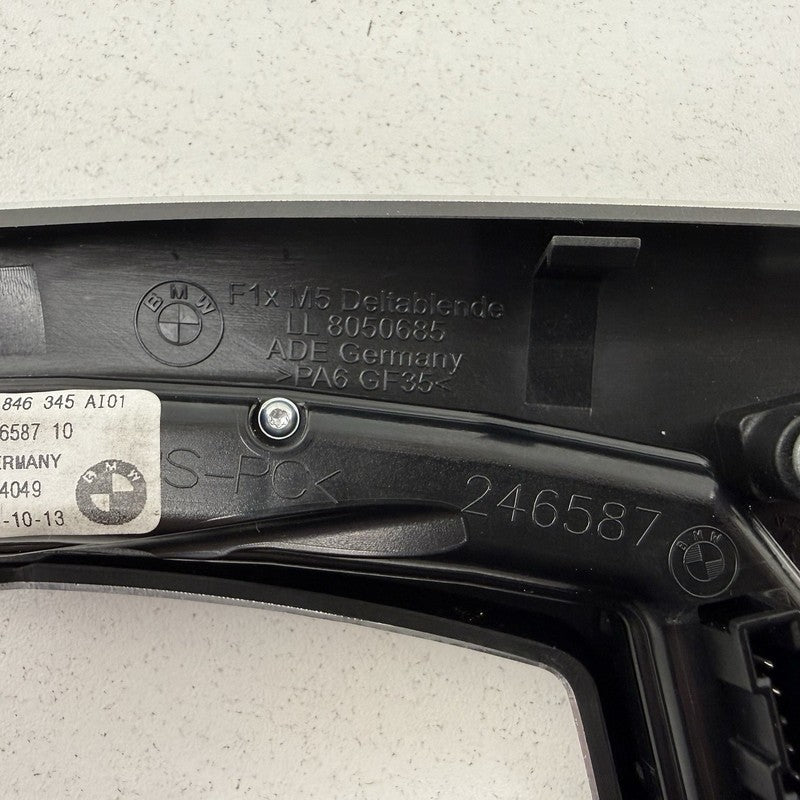 BMW
F1x M5 Deltablende
LL 8050685
ADE Germany
>PA6 GF35<
846 345 AI01
6587 10
ERMANY
4049
-10-13
BMW
S-PC<
246587
BMW